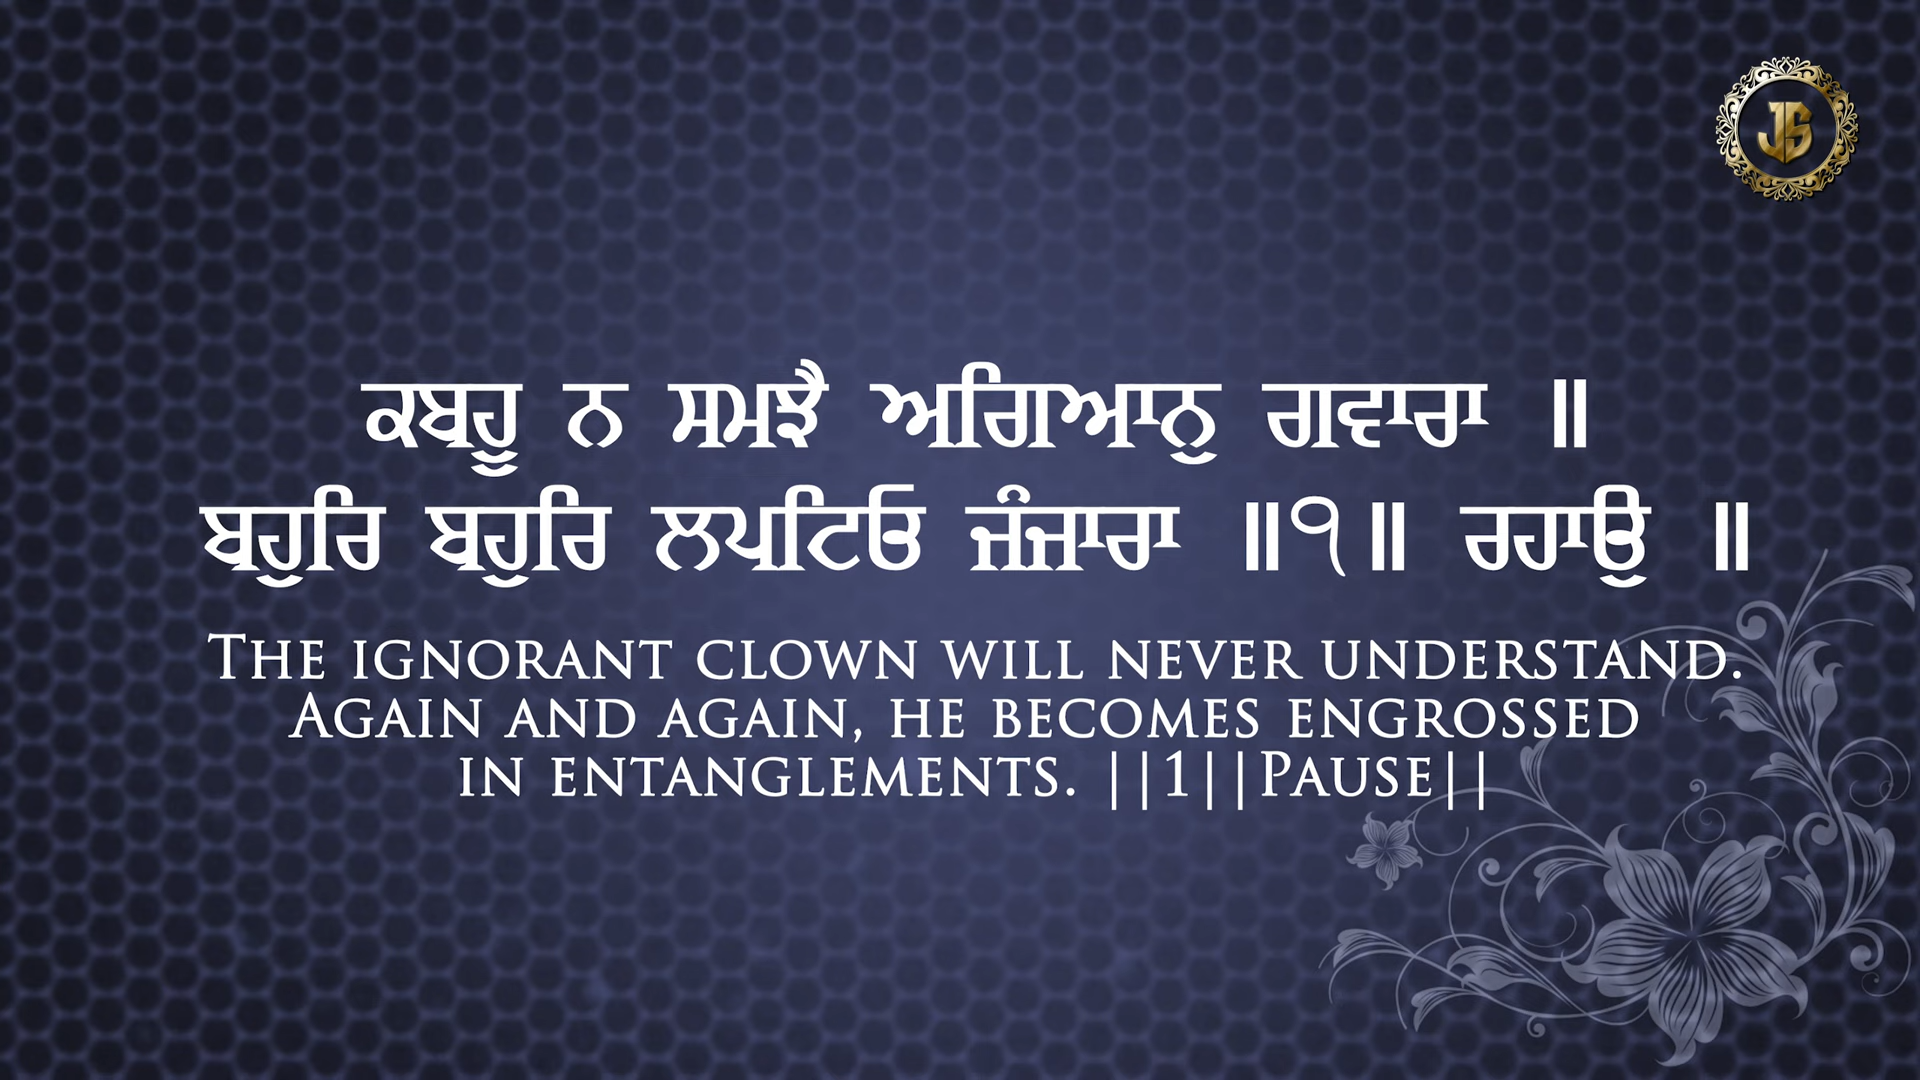 JS
ਕਬਹੂ ਨ ਸਮਝੈ ਅਗਿਆਨੁ ਗਵਾਰਾ ॥
ਬਹੁਰਿ ਬਹੁਰਿ ਲਪਟਿਓ ਜੰਜਾਰਾ ॥੧॥ ਰਹਾਉ ॥
The ignorant clown will never understand.
Again and again, he becomes engrossed
in entanglements. ||1||Pause||